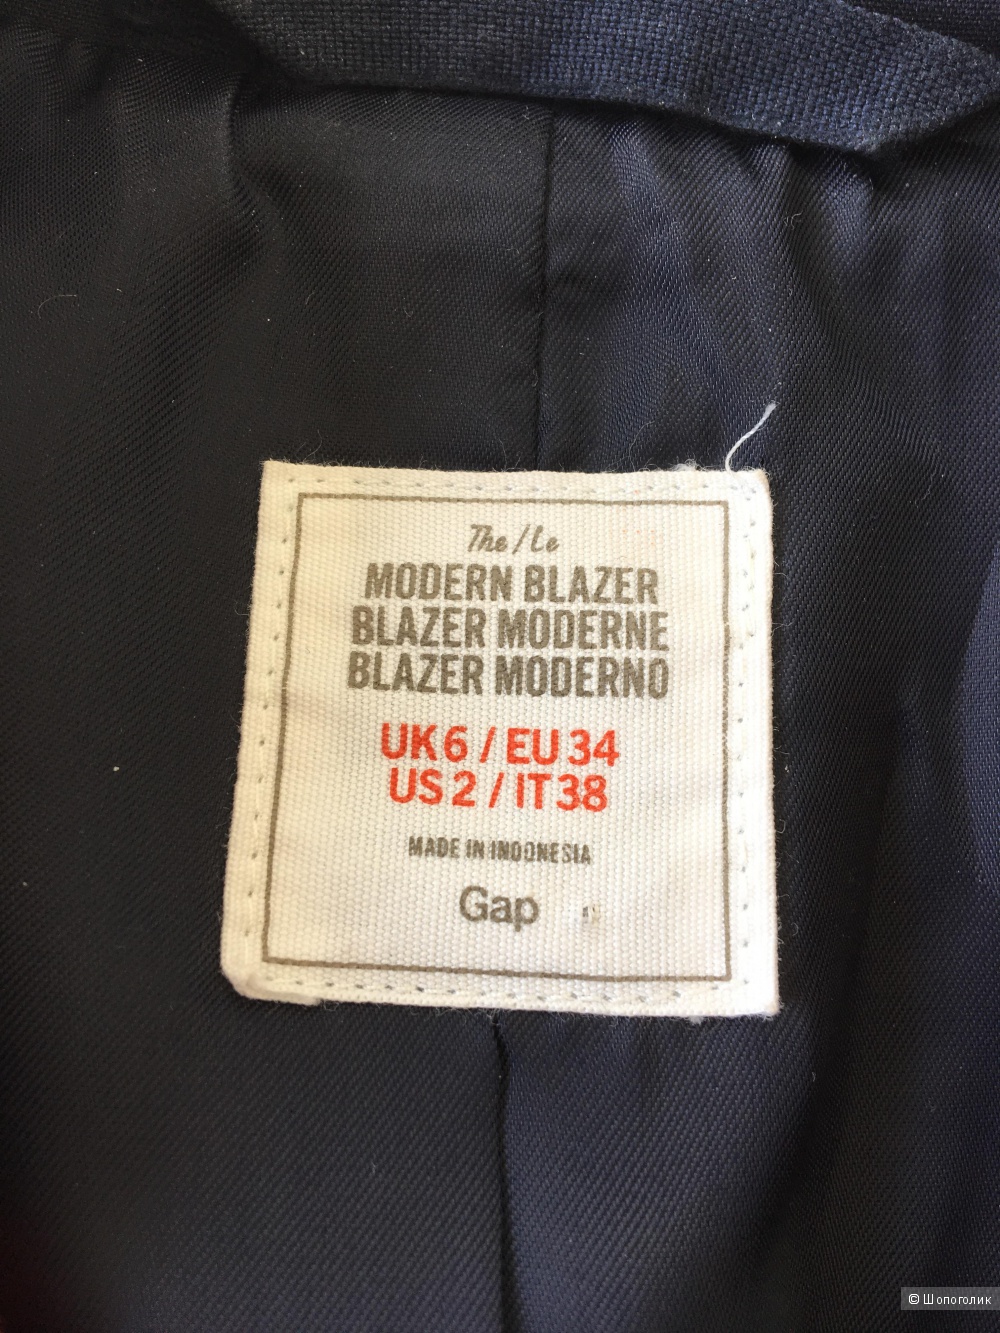 The / Le
MODERN BLAZER
BLAZER MODERNE
BLAZER MODERNO
UK 6 / EU 34
US 2 / IT 38
MADE IN INDONESIA
Gap
© Шопоголик